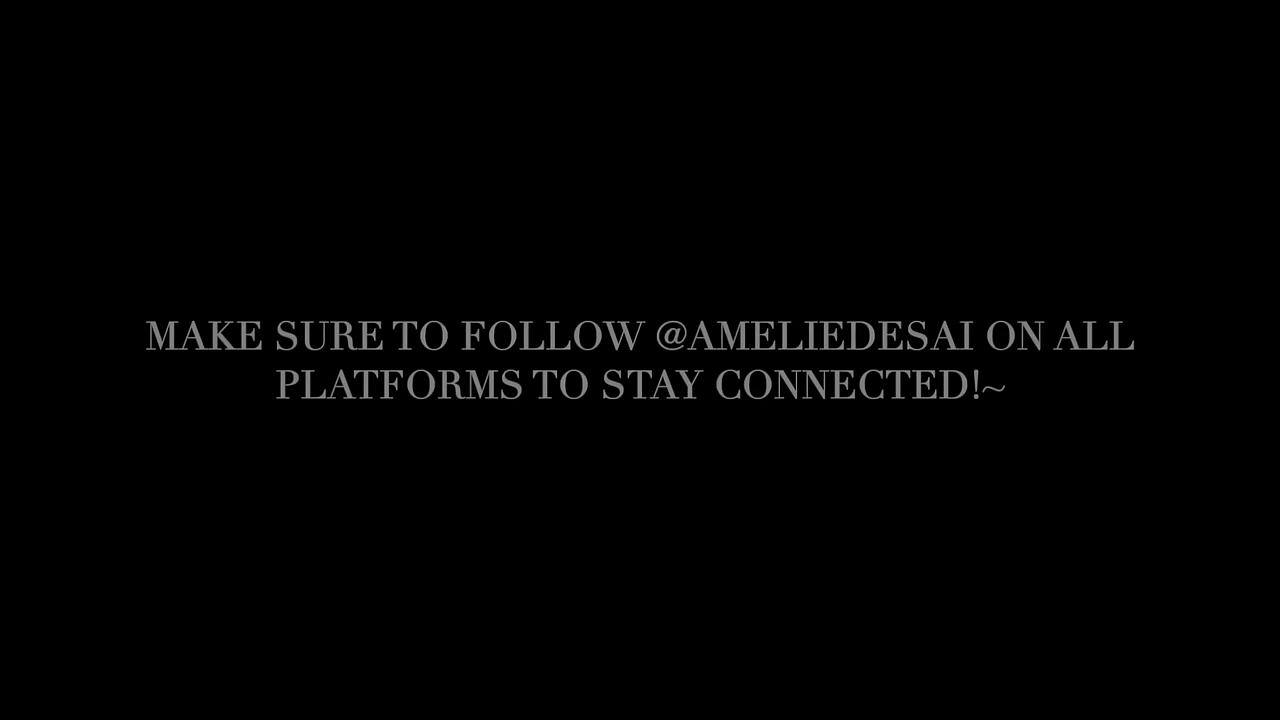 MAKE SURE TO FOLLOW @AMELIEDESAI ON ALL
PLATFORMS TO STAY CONNECTED!~